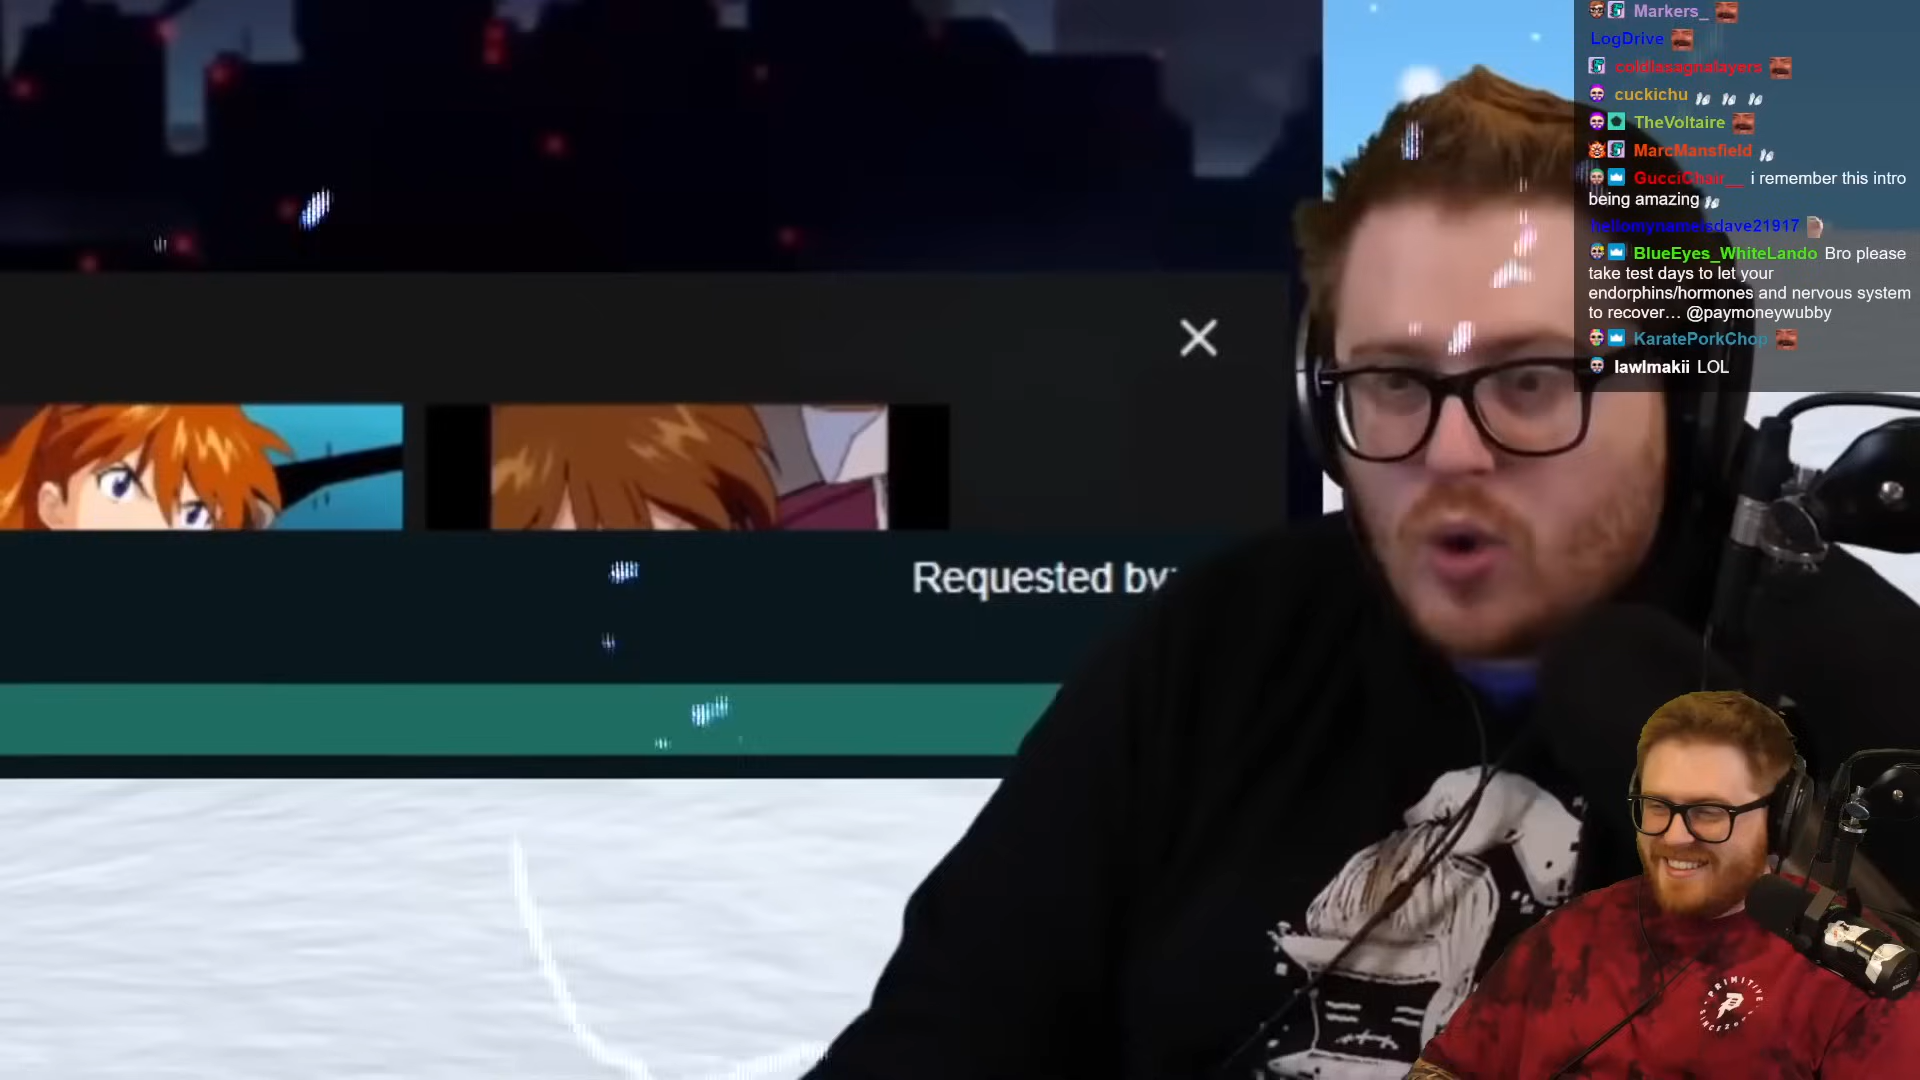 Markers_
LogDrive
coldlasagnalayers
cuckichu
TheVoltaire
MarcMansfield
GucciChair__ i remember this intro
being amazing
hellomynameisdave21917
BlueEyes_WhiteLando Bro please
take test days to let your
endorphins/hormones and nervous system
to recover... @paymoneywubby
KaratePorkChop
lawlmakii LOL
Requested by:
PRIMITIVE
P